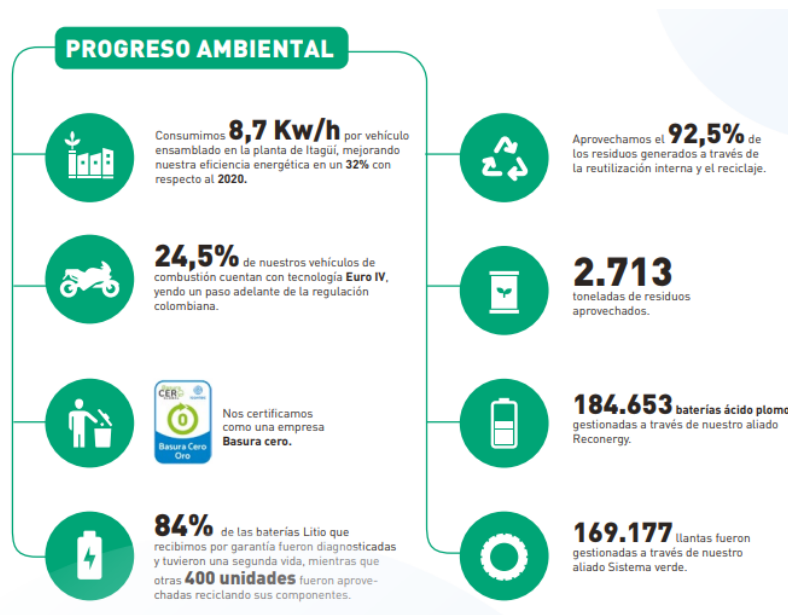 PROGRESO AMBIENTAL
Consumimos 8,7 Kw/h por vehículo
ensamblado en la planta de Itagüí, mejorando
nuestra eficiencia energética en un 32% con
respecto al 2020.
24,5% de nuestros vehículos de
combustión cuentan con tecnología Euro IV,
yendo un paso adelante de la regulación
colombiana.
CER
Basura Cero
Oro
Nos certificamos
como una empresa
Basura cero.
84% de las baterías Litio que
recibimos por garantía fueron diagnosticadas
y tuvieron una segunda vida, mientras que
otras 400 unidades fueron aprove-
chadas reciclando sus componentes.
Aprovechamos el 92,5% de
los residuos generados a través de
la reutilización interna y el reciclaje.
2.713
toneladas de residuos
aprovechados.
184.653 baterías ácido plomo
gestionadas a través de nuestro aliado
Reconergy.
169.177 llantas fueron
gestionadas a través de nuestro
aliado Sistema verde.